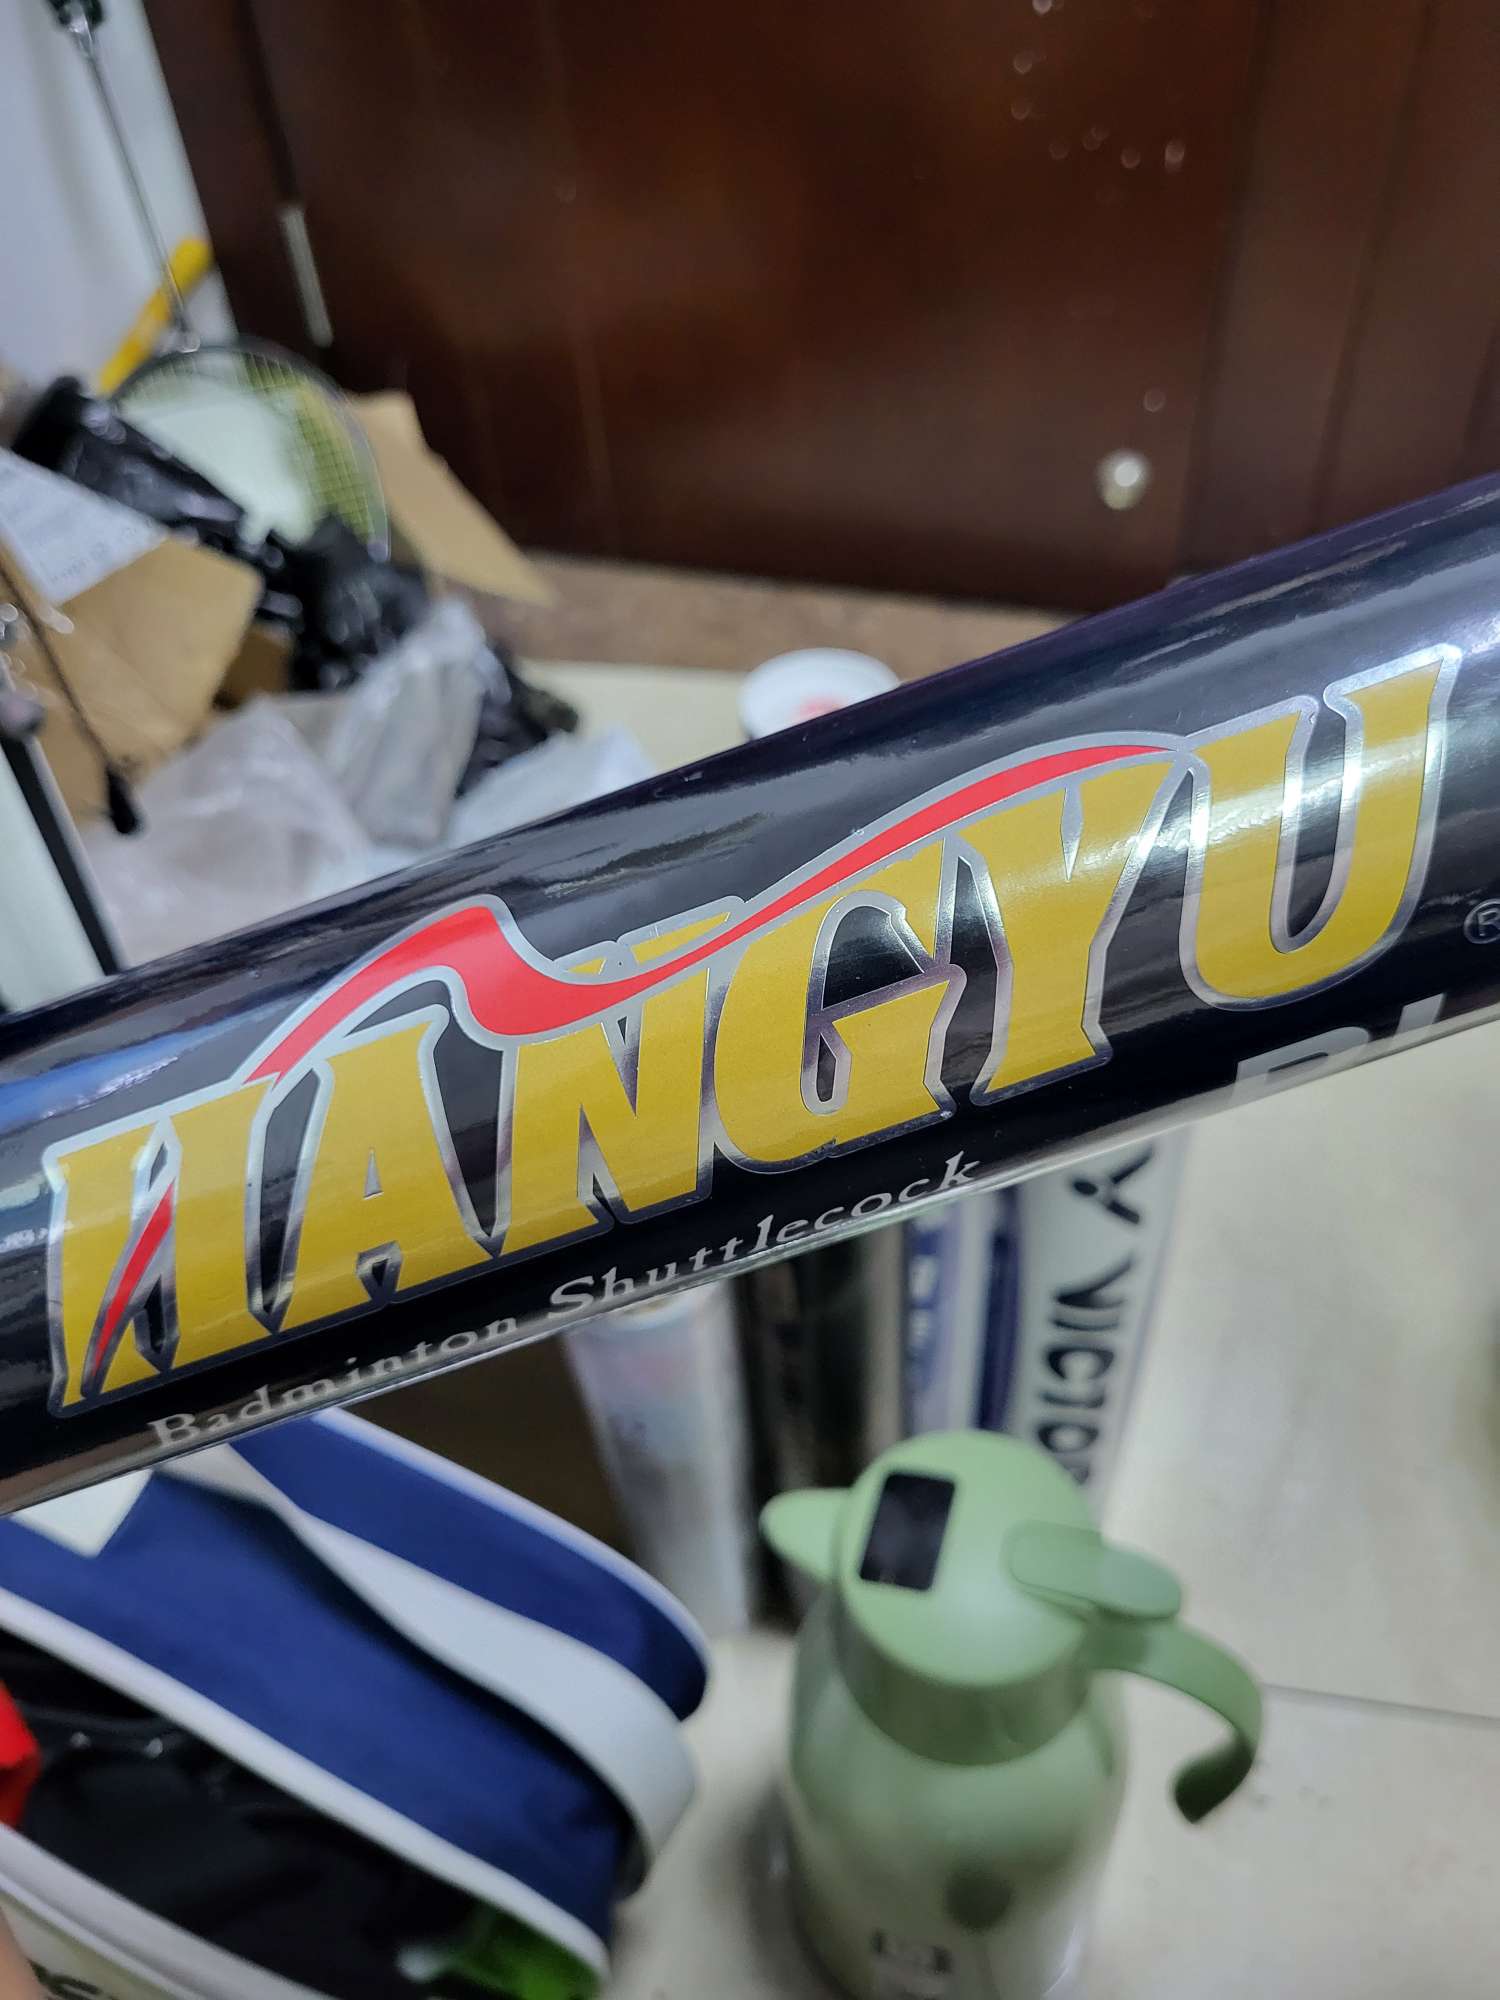 HANGYU
®
Badminton Shuttlecock
VICTOR